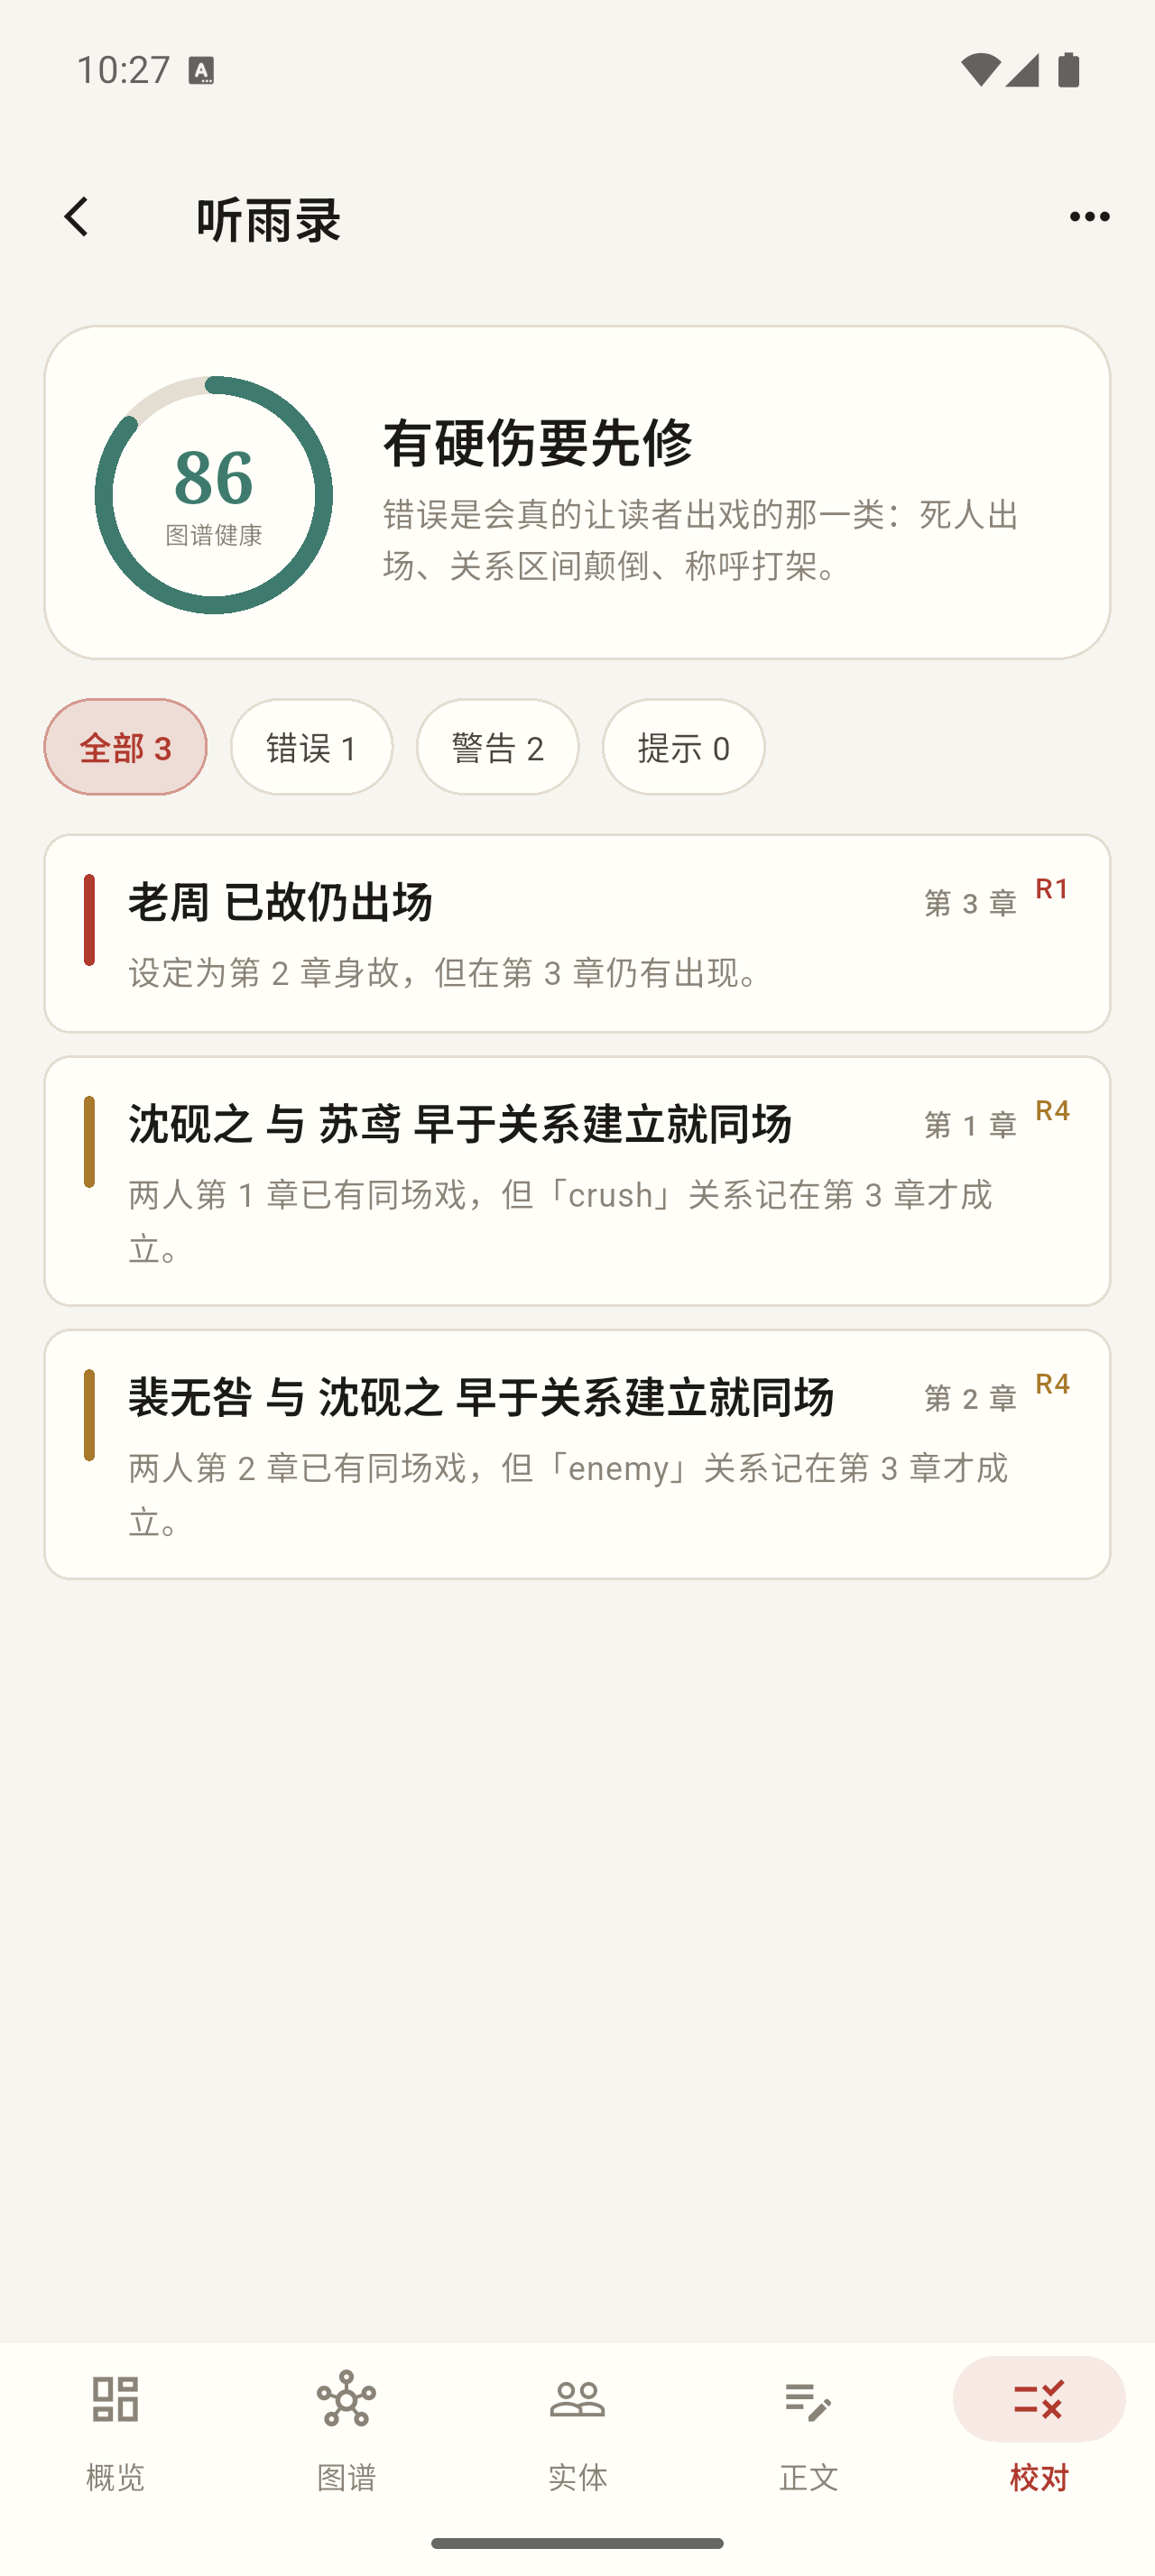 10:27
听雨录
86
图谱健康
有硬伤要先修
错误是会真的让读者出戏的那一类：死人出
场、关系区间颠倒、称呼打架。
全部 3
错误 1
警告 2
提示 0
老周 已故仍出场
第 3 章
R1
设定为第 2 章身故，但在第 3 章仍有出现。
沈砚之 与 苏鸢 早于关系建立就同场
第 1 章
R4
两人第 1 章已有同场戏，但「crush」关系记在第 3 章才成
立。
裴无咎 与 沈砚之 早于关系建立就同场
第 2 章
R4
两人第 2 章已有同场戏，但「enemy」关系记在第 3 章才成
立。
概览
图谱
实体
正文
校对